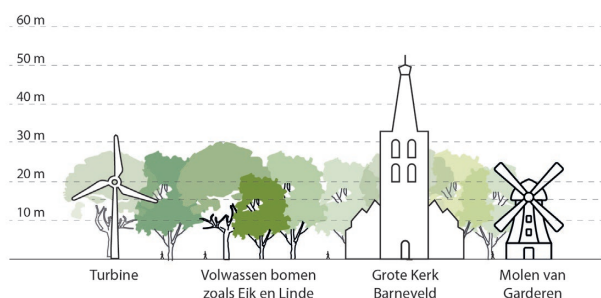 60 m
50 m
40 m
30 m
20 m
10 m
Turbine
Volwassen bomen
zoals Eik en Linde
Grote Kerk
Barneveld
Molen van
Garderen